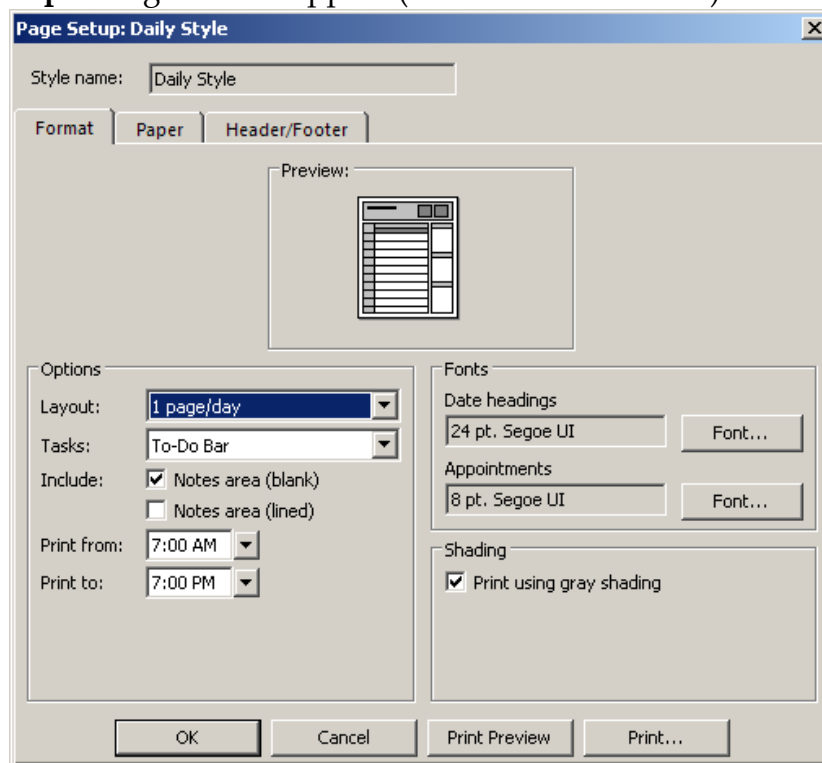 Page Setup: Daily Style
Style name: Daily Style
Format Paper Header/Footer
Preview:
Options
Layout: 1 page/day
Tasks: To-Do Bar
Include: Notes area (blank)
Notes area (lined)
Print from: 7:00 AM
Print to: 7:00 PM
Fonts
Date headings
24 pt. Segoe UI Font...
Appointments
8 pt. Segoe UI Font...
Shading
Print using gray shading
OK Cancel Print Preview Print...